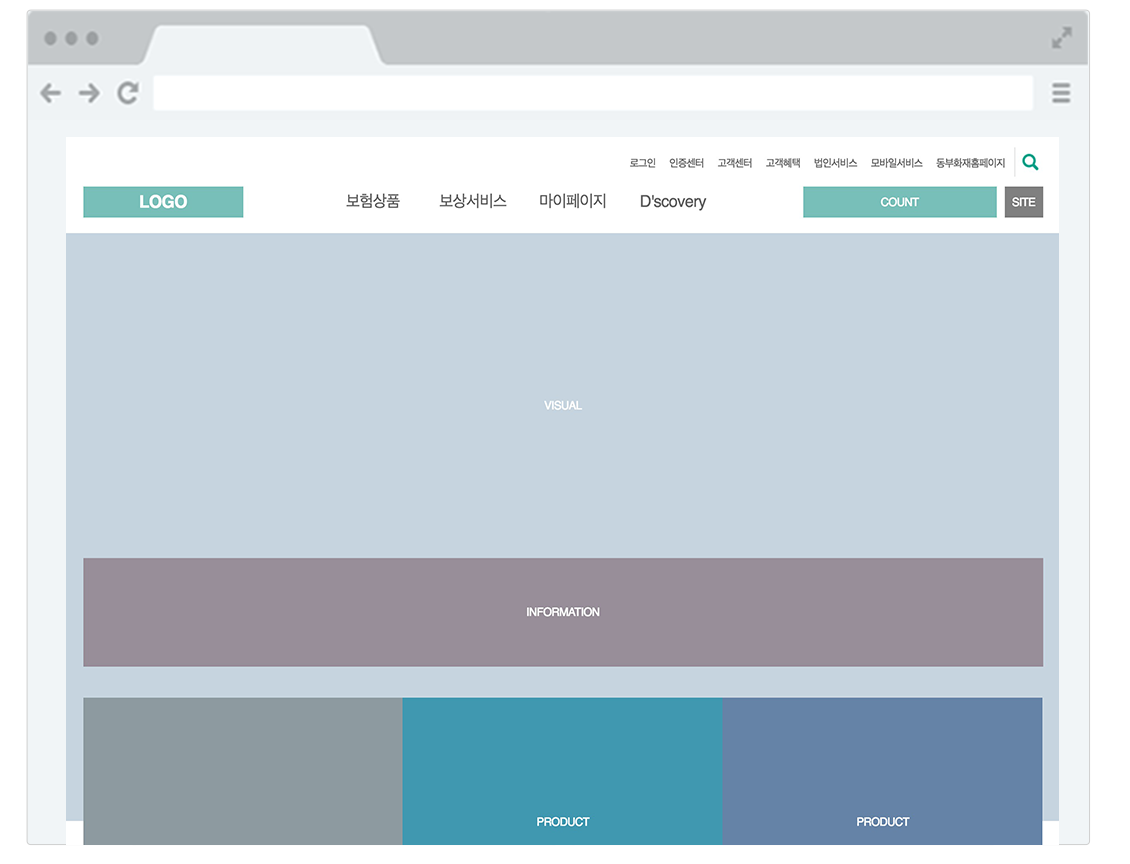 로그인 인증센터 고객센터 고객혜택 법인서비스 모바일서비스 동부화재홈페이지
LOGO 보험상품 보상서비스 마이페이지 D'scovery COUNT SITE
VISUAL
INFORMATION
PRODUCT PRODUCT